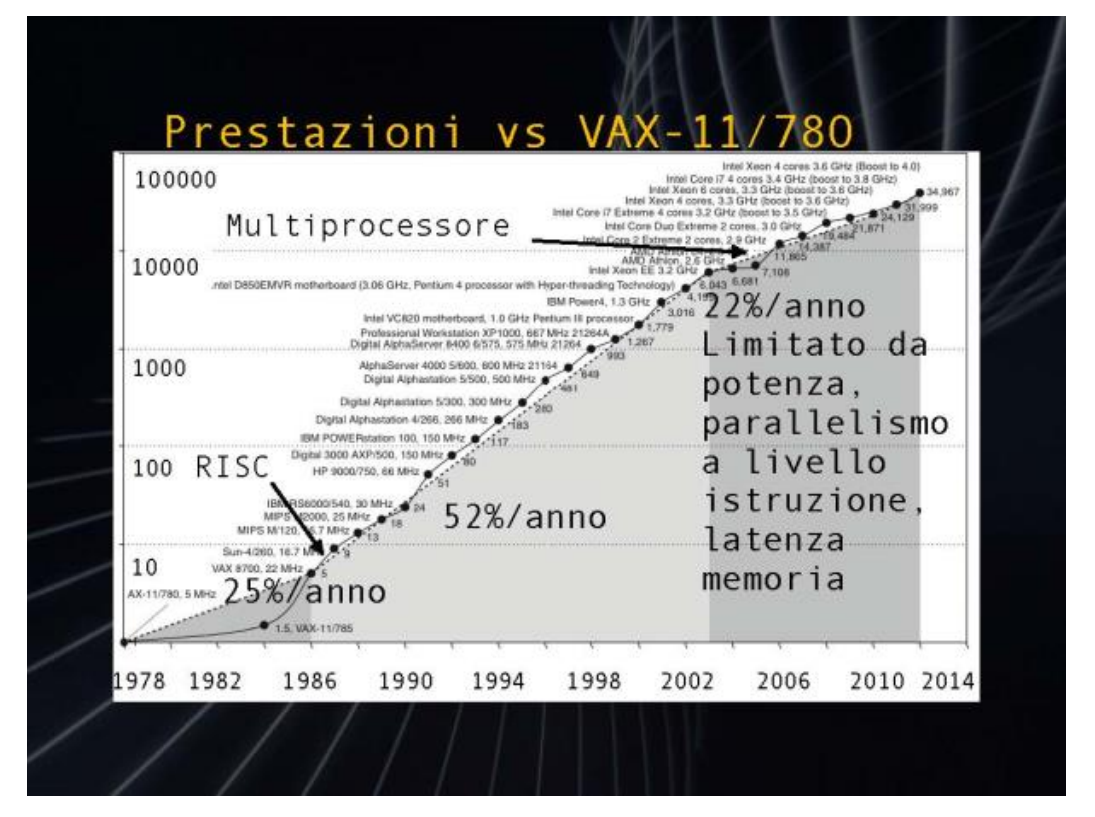 Prestazioni vs VAX-11/780
100000
Intel Xeon 4 cores 3.6 GHz (Boost to 4.0)
Intel Core i7 4 cores 3.4 GHz (boost to 3.8 GHz)
Intel Xeon 6 cores, 3.3 GHz (boost to 3.6 GHz)
Intel Xeon 4 cores, 3.3 GHz (boost to 3.6 GHz)
Intel Core i7 Extreme 4 cores 3.2 GHz (boost to 3.5 GHz)
Intel Core Duo Extreme 2 cores, 3.0 GHz
Intel Core 2 Extreme 2 cores, 2.9 GHz
AMD Athlon, 2.6 GHz
Intel Xeon EE 3.2 GHz
34,967
31,999
24,129
21,871
19,484
14,387
11,865
7,108
6,681
6,043
4,195
Multiprocessore
10000
ntel D850EMVR motherboard (3.06 GHz, Pentium 4 processor with Hyper-threading Technology)
IBM Power4, 1.3 GHz
3,016
Intel VC820 motherboard, 1.0 GHz Pentium III processor
1,779
Professional Workstation XP1000, 667 MHz 21264A
1,267
Digital AlphaServer 8400 6/575, 575 MHz 21264
993
22%/anno
Limitato da
potenza,
parallelismo
a livello
istruzione,
latenza
memoria
1000
AlphaServer 4000 5/600, 600 MHz 21164
649
Digital Alphastation 5/500, 500 MHz
481
Digital Alphastation 5/300, 300 MHz
280
Digital Alphastation 4/266, 266 MHz
183
IBM POWERstation 100, 150 MHz
117
Digital 3000 AXP/500, 150 MHz
80
HP 9000/750, 66 MHz
51
100
RISC
IBM RS6000/540, 30 MHz
24
52%/anno
MIPS M2000, 25 MHz
18
MIPS M/120, 16.7 MHz
13
Sun-4/260, 16.7 MHz
9
VAX 8700, 22 MHz
5
10
25%/anno
AX-11/780, 5 MHz
1.5, VAX-11/785
1978 1982 1986 1990 1994 1998 2002 2006 2010 2014